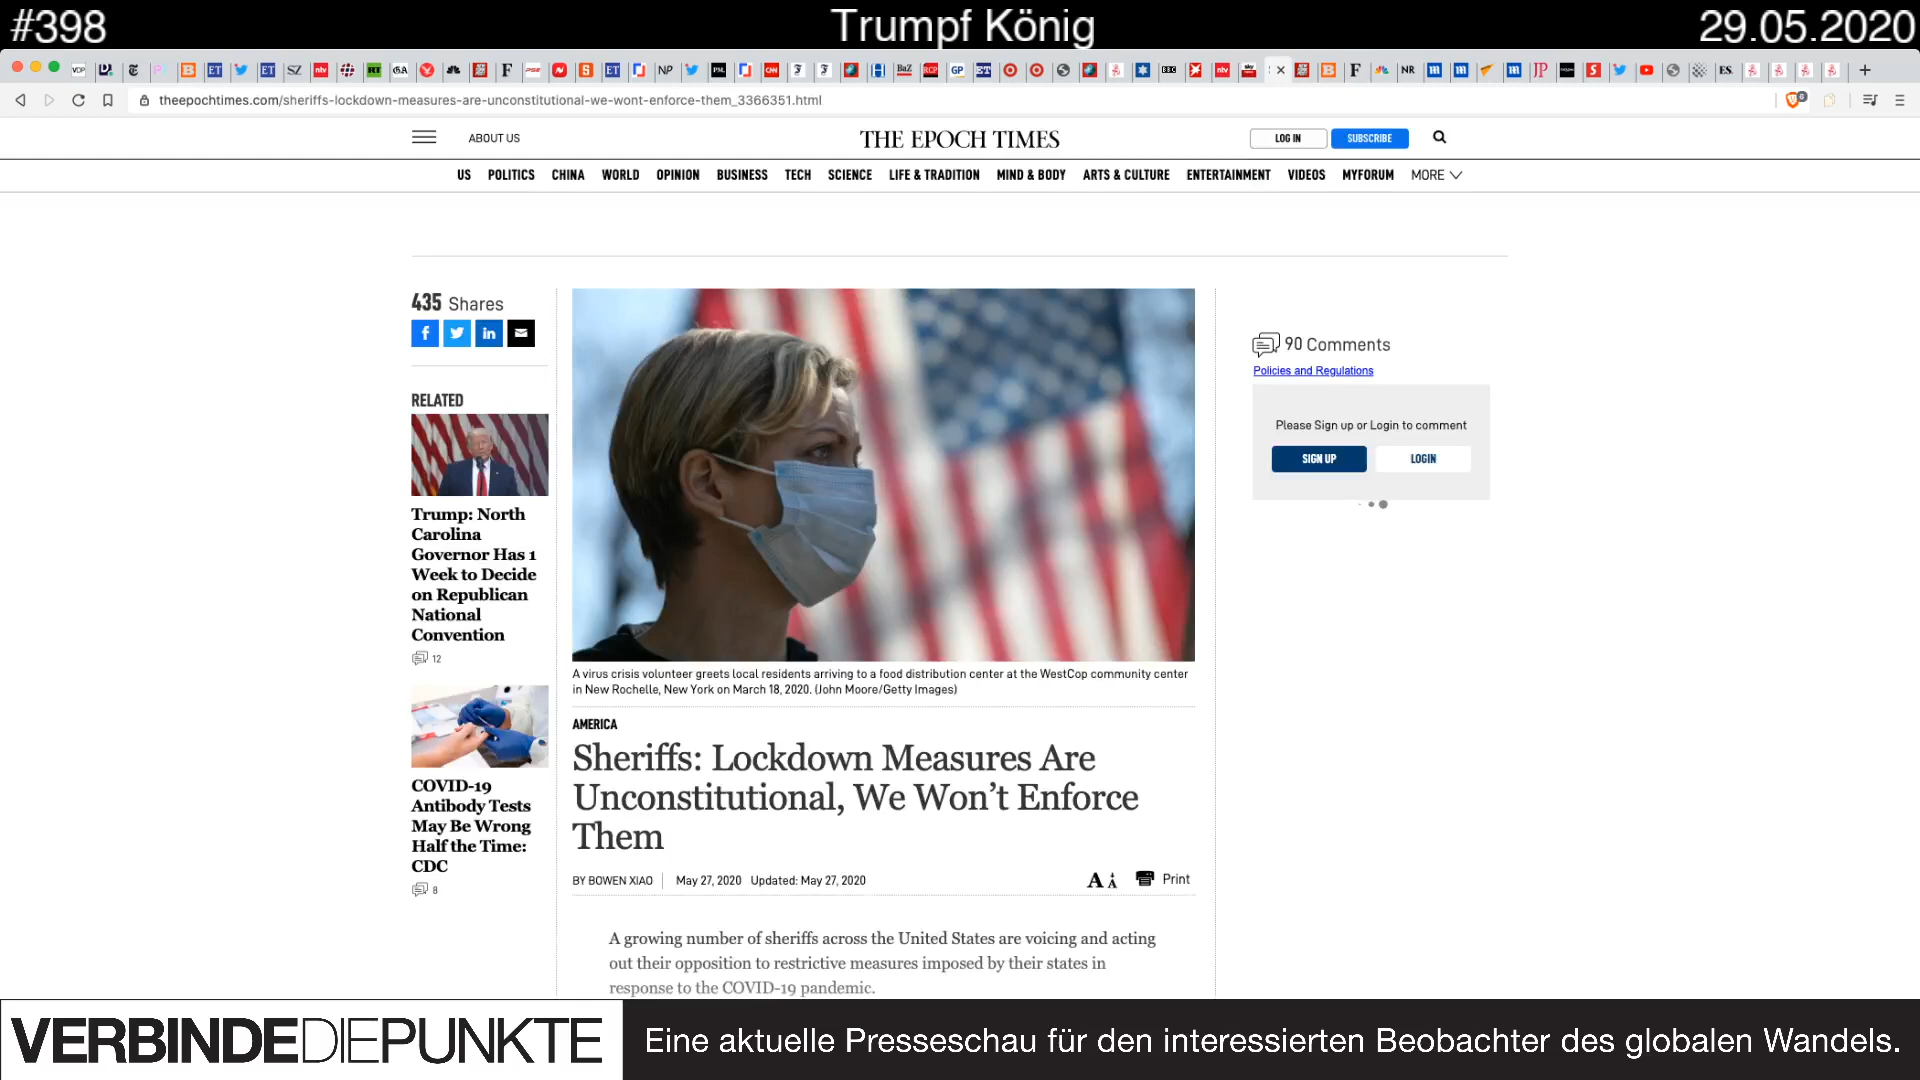 #398
Trumpf König
29.05.2020
theepochtimes.com/sheriffs-lockdown-measures-are-unconstitutional-we-wont-enforce-them_3366351.html
ABOUT US
THE EPOCH TIMES
LOG IN
SUBSCRIBE
US POLITICS CHINA WORLD OPINION BUSINESS TECH SCIENCE LIFE & TRADITION MIND & BODY ARTS & CULTURE ENTERTAINMENT VIDEOS MYFORUM MORE
435 Shares
RELATED
Trump: North
Carolina
Governor Has 1
Week to Decide
on Republican
National
Convention
12
COVID-19
Antibody Tests
May Be Wrong
Half the Time:
CDC
8
A virus crisis volunteer greets local residents arriving to a food distribution center at the WestCop community center
in New Rochelle, New York on March 18, 2020. (John Moore/Getty Images)
AMERICA
Sheriffs: Lockdown Measures Are
Unconstitutional, We Won't Enforce
Them
BY BOWEN XIAO May 27, 2020 Updated: May 27, 2020
A A Print
A growing number of sheriffs across the United States are voicing and acting
out their opposition to restrictive measures imposed by their states in
response to the COVID-19 pandemic.
90 Comments
Policies and Regulations
Please Sign up or Login to comment
SIGN UP
LOGIN
VERBINDEDIEPUNKTE
Eine aktuelle Presseschau für den interessierten Beobachter des globalen Wandels.